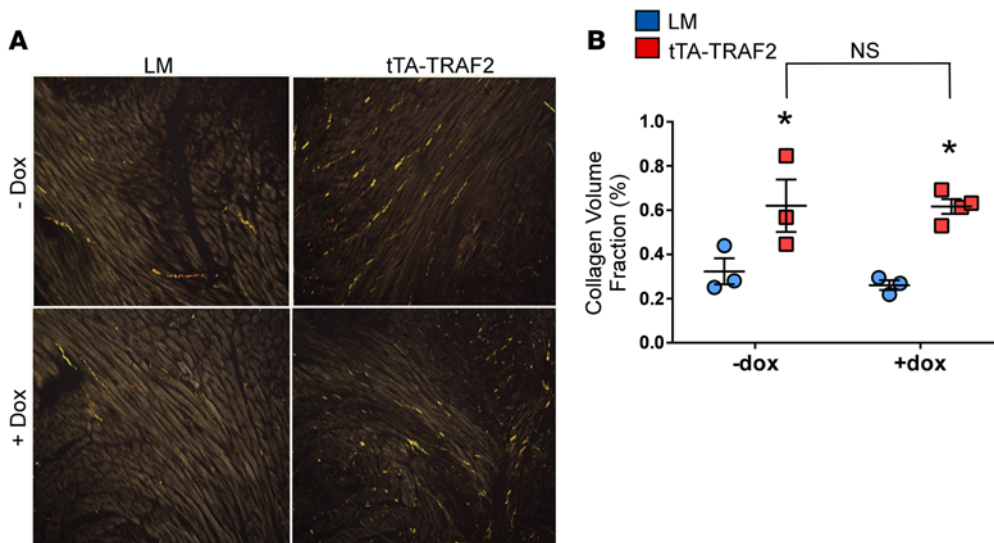 A
LM
tTA-TRAF2
- Dox
+ Dox
B
LM
tTA-TRAF2
NS
*
*
Collagen Volume
Fraction (%)
1.0
0.8
0.6
0.4
0.2
0.0
-dox
+dox